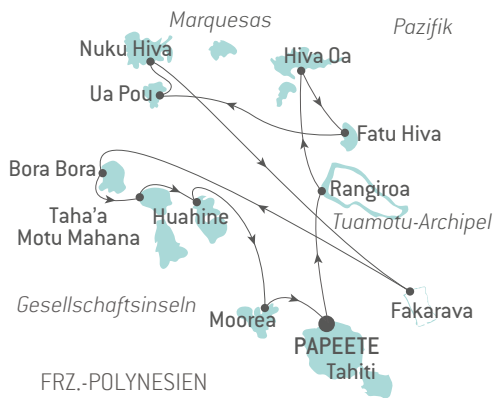 Marquesas
Pazifik
Nuku Hiva
Hiva Oa
Ua Pou
Fatu Hiva
Bora Bora
Rangiroa
Taha'a
Motu Mahana
Huahine
Tuamotu-Archipel
Gesellschaftsinseln
Moorea
Fakarava
PAPEETE
Tahiti
FRZ.-POLYNESIEN